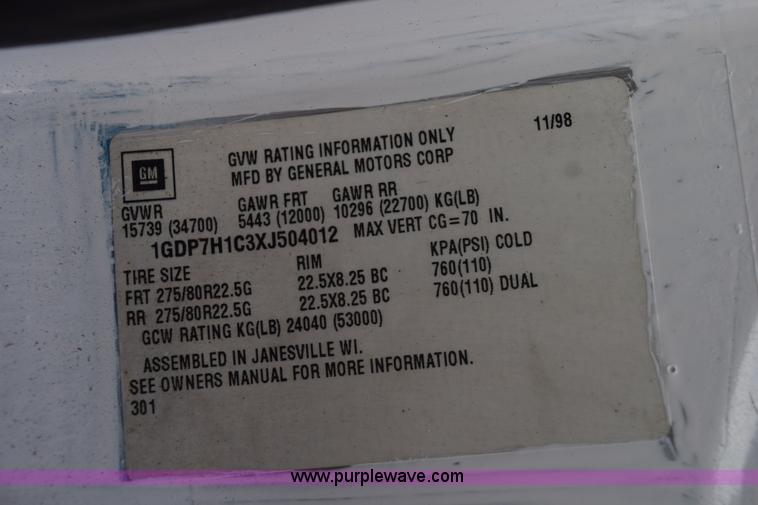 11/98
GM
GVW RATING INFORMATION ONLY
MFD BY GENERAL MOTORS CORP
GVWR GAWR FRT GAWR RR
15739 (34700) 5443 (12000) 10296 (22700) KG(LB)
1GDP7H1C3XJ504012 MAX VERT CG=70 IN.
TIRE SIZE RIM KPA(PSI) COLD
FRT 275/80R22.5G 22.5X8.25 BC 760(110)
RR 275/80R22.5G 22.5X8.25 BC 760(110) DUAL
GCW RATING KG(LB) 24040 (53000)
ASSEMBLED IN JANESVILLE WI.
SEE OWNERS MANUAL FOR MORE INFORMATION.
301
www.purplewave.com